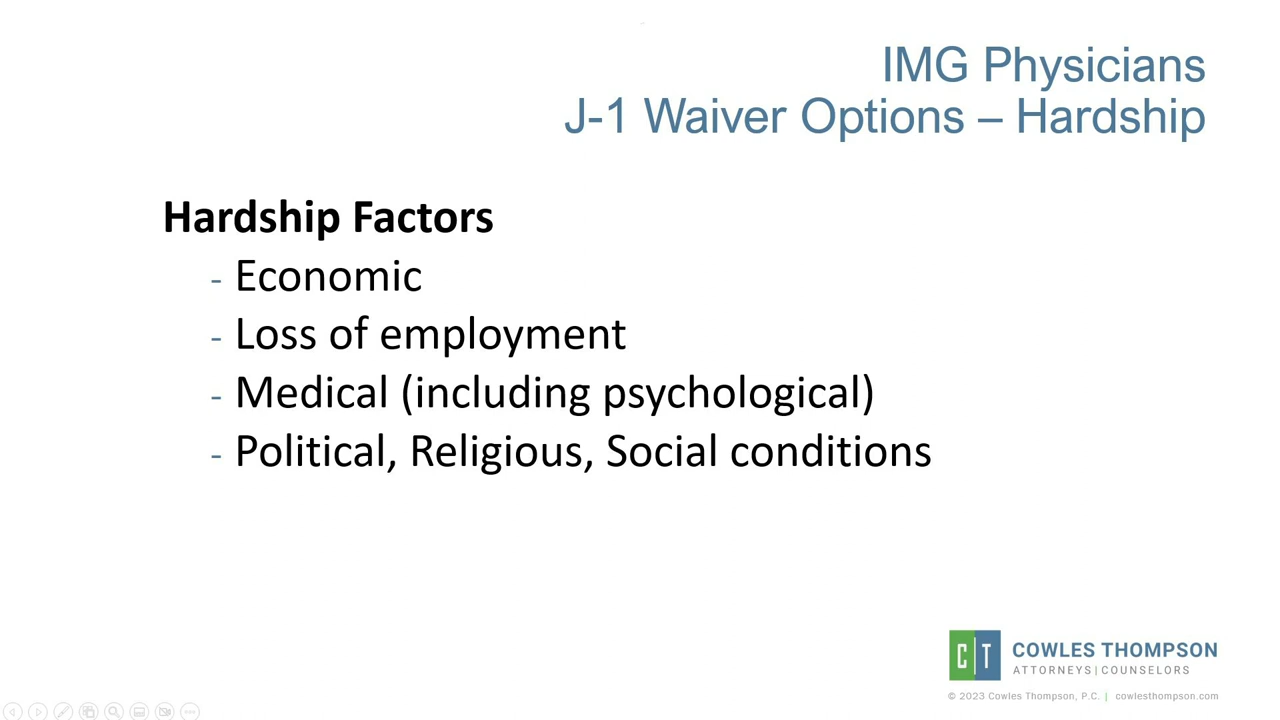 IMG Physicians
J-1 Waiver Options – Hardship
Hardship Factors
- Economic
- Loss of employment
- Medical (including psychological)
- Political, Religious, Social conditions
C|T
COWLES THOMPSON
ATTORNEYS|COUNSELORS
© 2023 Cowles Thompson, P.C. | cowlesthompson.com